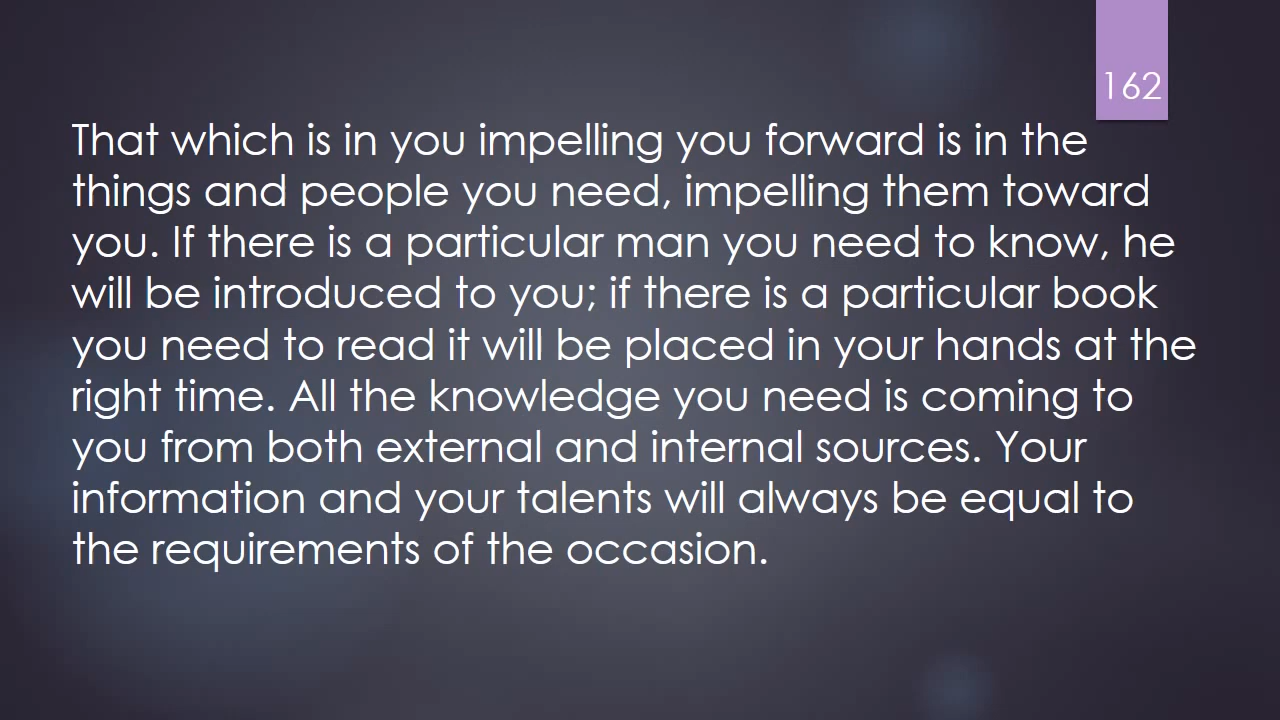 162
That which is in you impelling you forward is in the
things and people you need, impelling them toward
you. If there is a particular man you need to know, he
will be introduced to you; if there is a particular book
you need to read it will be placed in your hands at the
right time. All the knowledge you need is coming to
you from both external and internal sources. Your
information and your talents will always be equal to
the requirements of the occasion.